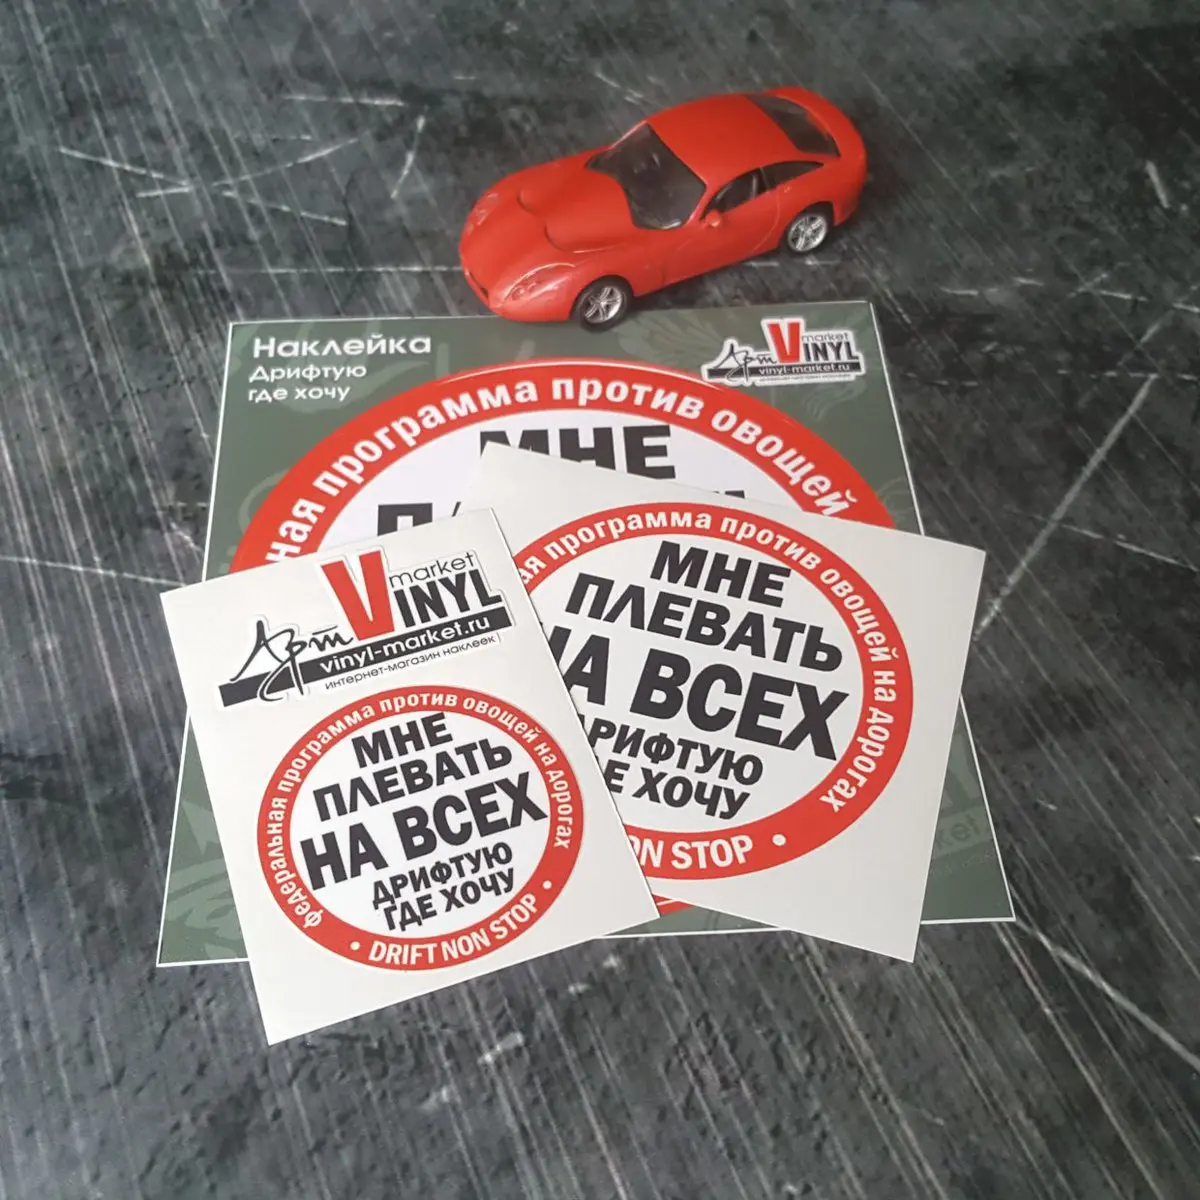 Наклейка
Дрифтую
где хочу
Арт VINYL
market
vinyl-market.ru
программа против овощей
МНЕ
Арт VINYL
market
vinyl-market.ru
интернет-магазин наклеек
федеральная программа против овощей на дорогах
МНЕ
ПЛЕВАТЬ
НА ВСЕХ
ДРИФТУЮ
ГДЕ ХОЧУ
• DRIFT NON STOP •
программа против овощей на дорогах
МНЕ
ПЛЕВАТЬ
НА ВСЕХ
ДРИФТУЮ
ГДЕ ХОЧУ
NON STOP •